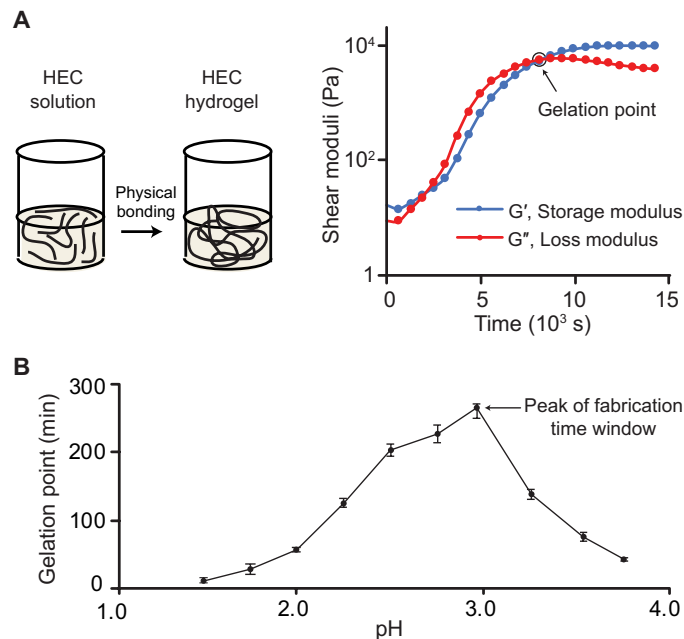 A
HEC
solution
HEC
hydrogel
Physical
bonding
Shear moduli (Pa)
10⁴
10²
1
Gelation point
G′, Storage modulus
G″, Loss modulus
0
5
10
15
Time (10³ s)
B
Gelation point (min)
300
200
100
0
Peak of fabrication
time window
1.0
2.0
3.0
4.0
pH